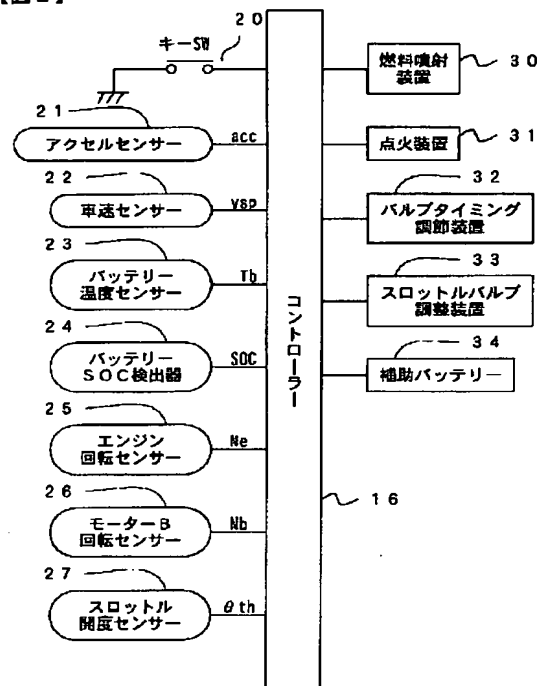 20
キーSW
21
アクセルセンサー
acc
22
車速センサー
vsp
23
バッテリー
温度センサー
Tb
24
バッテリー
SOC検出器
SOC
25
エンジン
回転センサー
Ne
26
モーターB
回転センサー
Nb
27
スロットル
開度センサー
θth
コントローラー
16
燃料噴射
装置
30
点火装置
31
32
バルブタイミング
調節装置
33
スロットルバルブ
調整装置
34
補助バッテリー